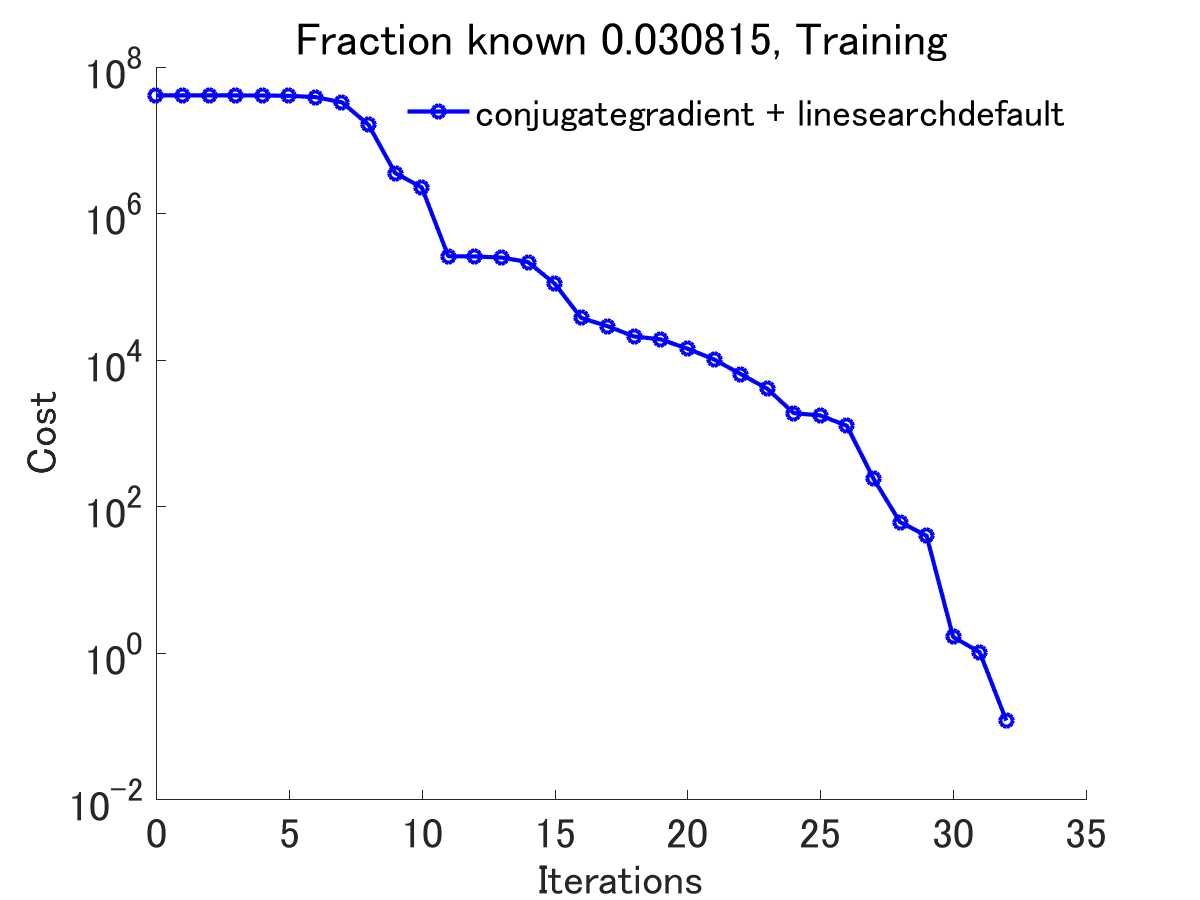 Fraction known 0.030815, Training
conjugategradient + linesearchdefault
10^8
10^6
10^4
10^2
10^0
10^-2
Cost
0 5 10 15 20 25 30 35
Iterations